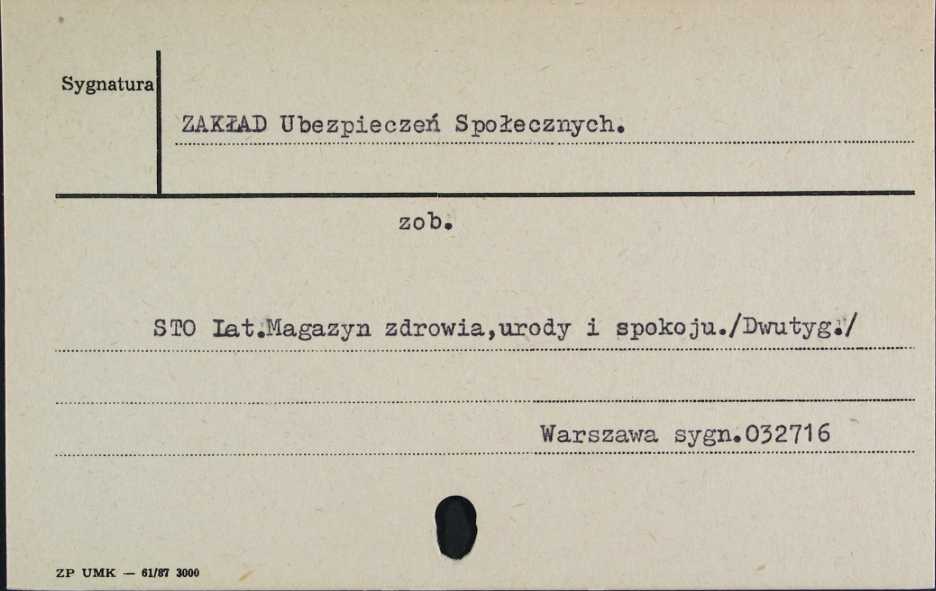 Sygnatura
ZAKŁAD Ubezpieczeń Społecznych.
zob.
STO Lat.Magazyn zdrowia,urody i spokoju./Dwutyg./
Warszawa sygn.032716
ZP UMK — 61/87 3000